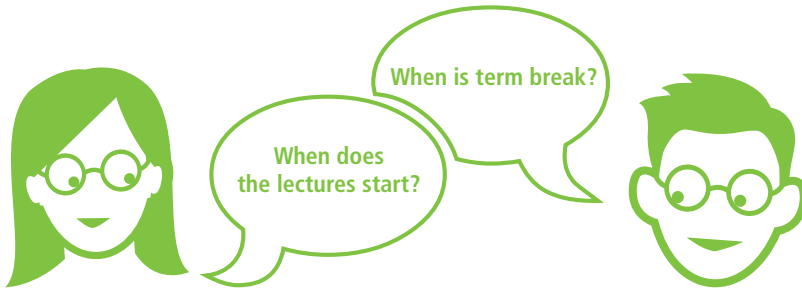 When is term break?
When does
the lectures start?